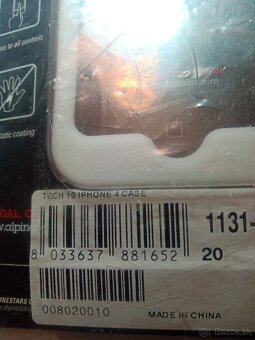 ess to all controls
tatic coating
TECH 10 IPHONE 4 CASE
1131-
8 033637 881652
20
008020010
MADE IN CHINA
Bazos.sk